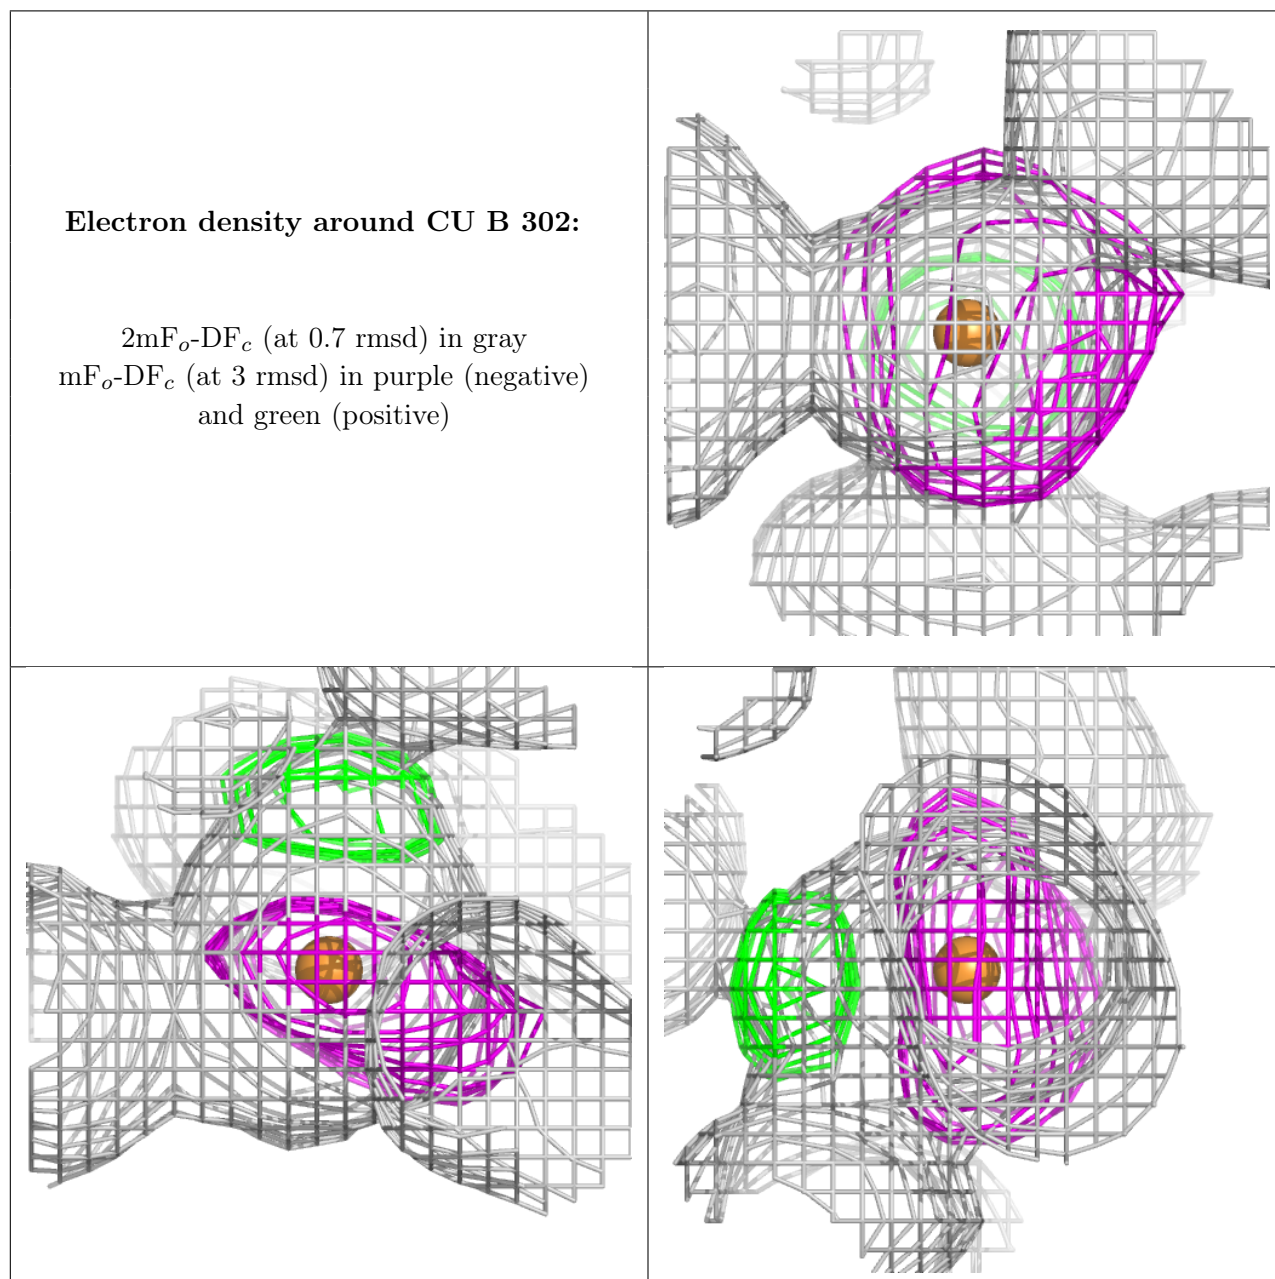 Electron density around CU B 302:
2mFo-DFc (at 0.7 rmsd) in gray
mFo-DFc (at 3 rmsd) in purple (negative)
and green (positive)